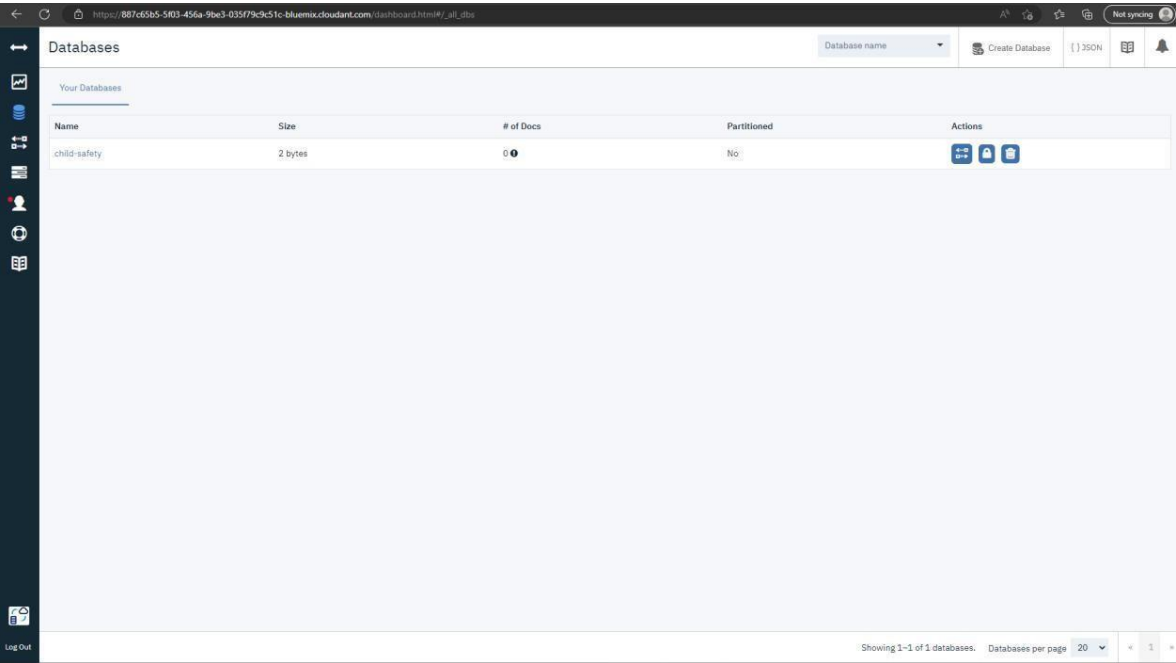 https://887c65b5-5f03-456a-9be3-035f79c9c51c-bluemix.cloudant.com/dashboard.html#/_all_dbs
Not syncing
Databases
Database name
Create Database
{ } JSON
Your Databases
Name Size # of Docs Partitioned Actions
child-safety 2 bytes 0 No
Log Out
Showing 1–1 of 1 databases. Databases per page 20 « 1 »